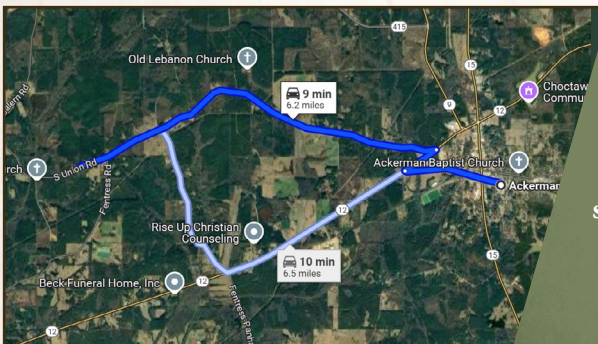 415
Old Lebanon Church
15
9 min
6.2 miles
Choctaw
Commu
9
12
S Union Rd
Fentress Rd
Ackerman Baptist Church
Ackerman
12
Rise Up Christian
Counseling
10 min
6.5 miles
15
Beck Funeral Home, Inc
12
12
S